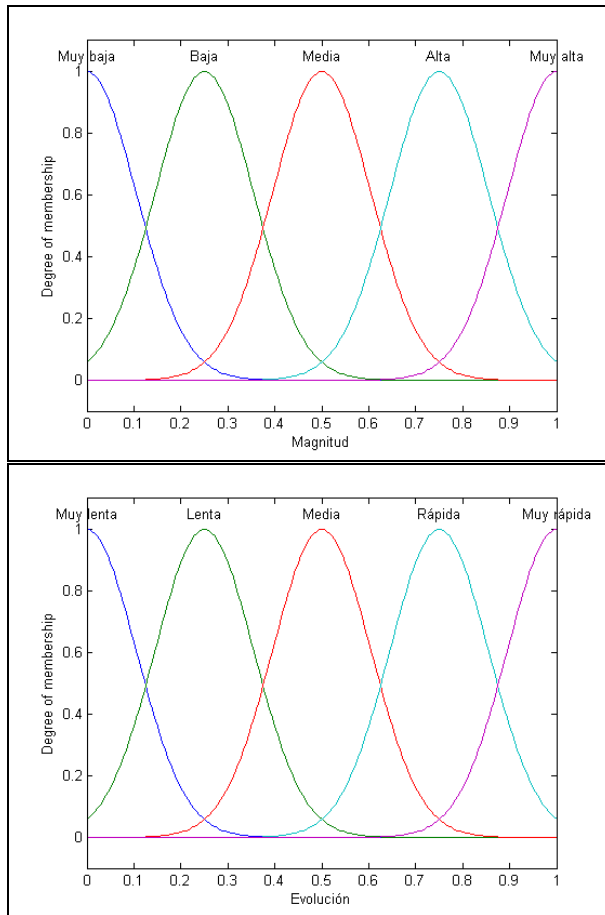 Muy baja Baja Media Alta Muy alta
1
0.8
0.6
0.4
0.2
0
Degree of membership
0 0.1 0.2 0.3 0.4 0.5 0.6 0.7 0.8 0.9 1
Magnitud
Muy lenta Lenta Media Rápida Muy rápida
1
0.8
0.6
0.4
0.2
0
Degree of membership
0 0.1 0.2 0.3 0.4 0.5 0.6 0.7 0.8 0.9 1
Evolución